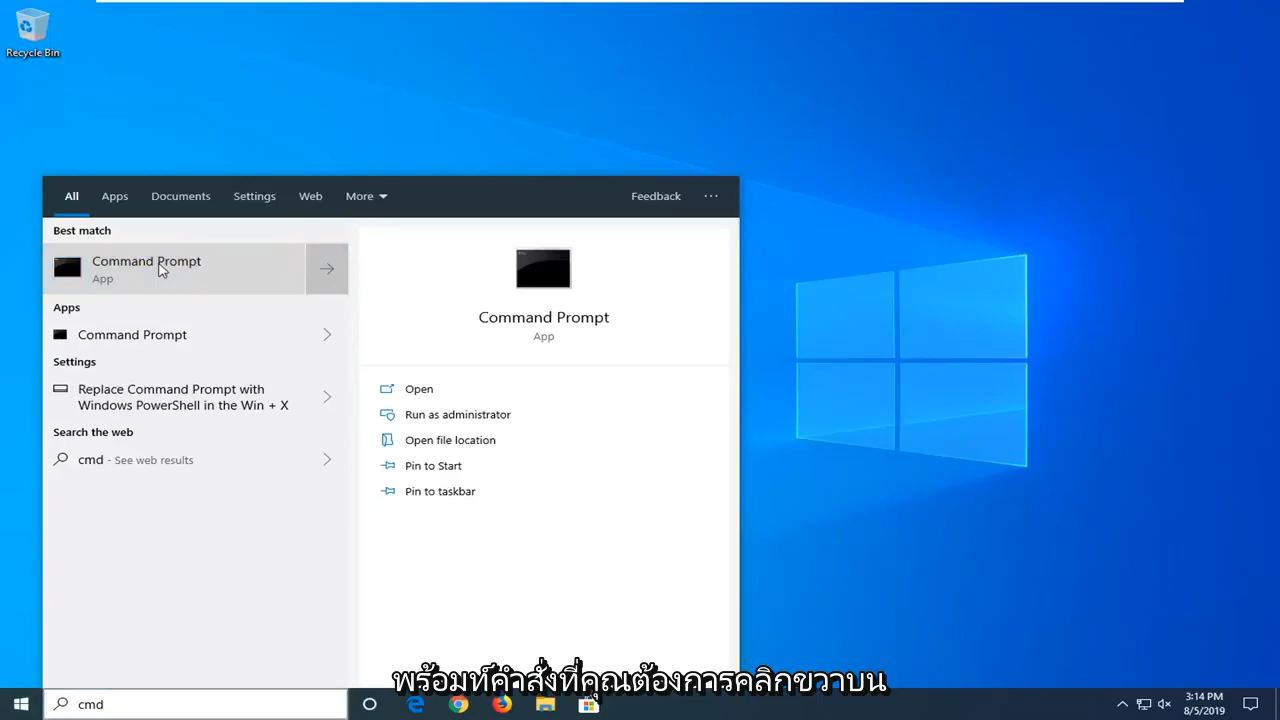 Recycle Bin
All Apps Documents Settings Web More Feedback ...
Best match
Command Prompt
App
Apps
Command Prompt
Settings
Replace Command Prompt with
Windows PowerShell in the Win + X
Search the web
cmd - See web results
Command Prompt
App
Open
Run as administrator
Open file location
Pin to Start
Pin to taskbar
พร้อมท์คำสั่งที่คุณต้องการคลิกขวาบน
cmd
3:14 PM
8/5/2019